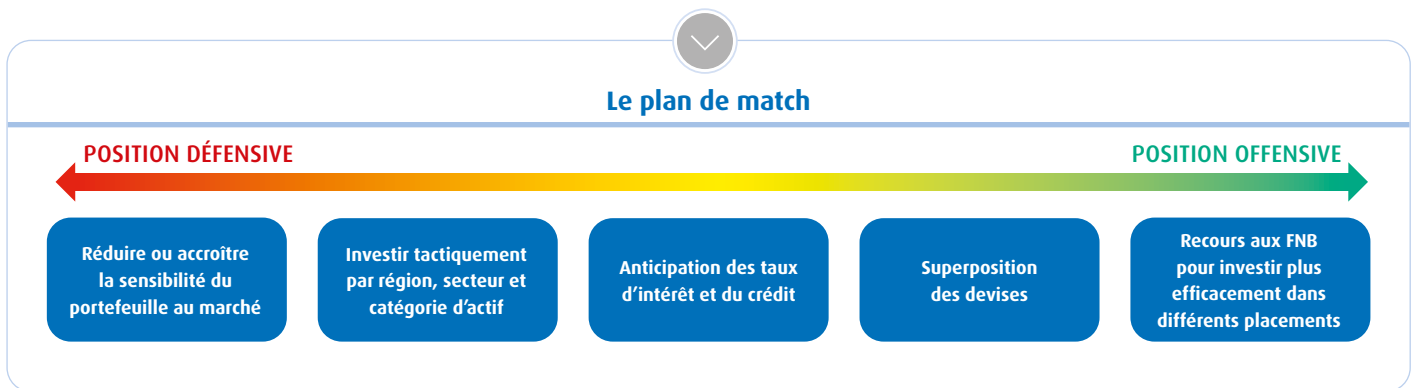 Le plan de match
POSITION DÉFENSIVE
POSITION OFFENSIVE
Réduire ou accroître
la sensibilité du
portefeuille au marché
Investir tactiquement
par région, secteur et
catégorie d’actif
Anticipation des taux
d’intérêt et du crédit
Superposition
des devises
Recours aux FNB
pour investir plus
efficacement dans
différents placements